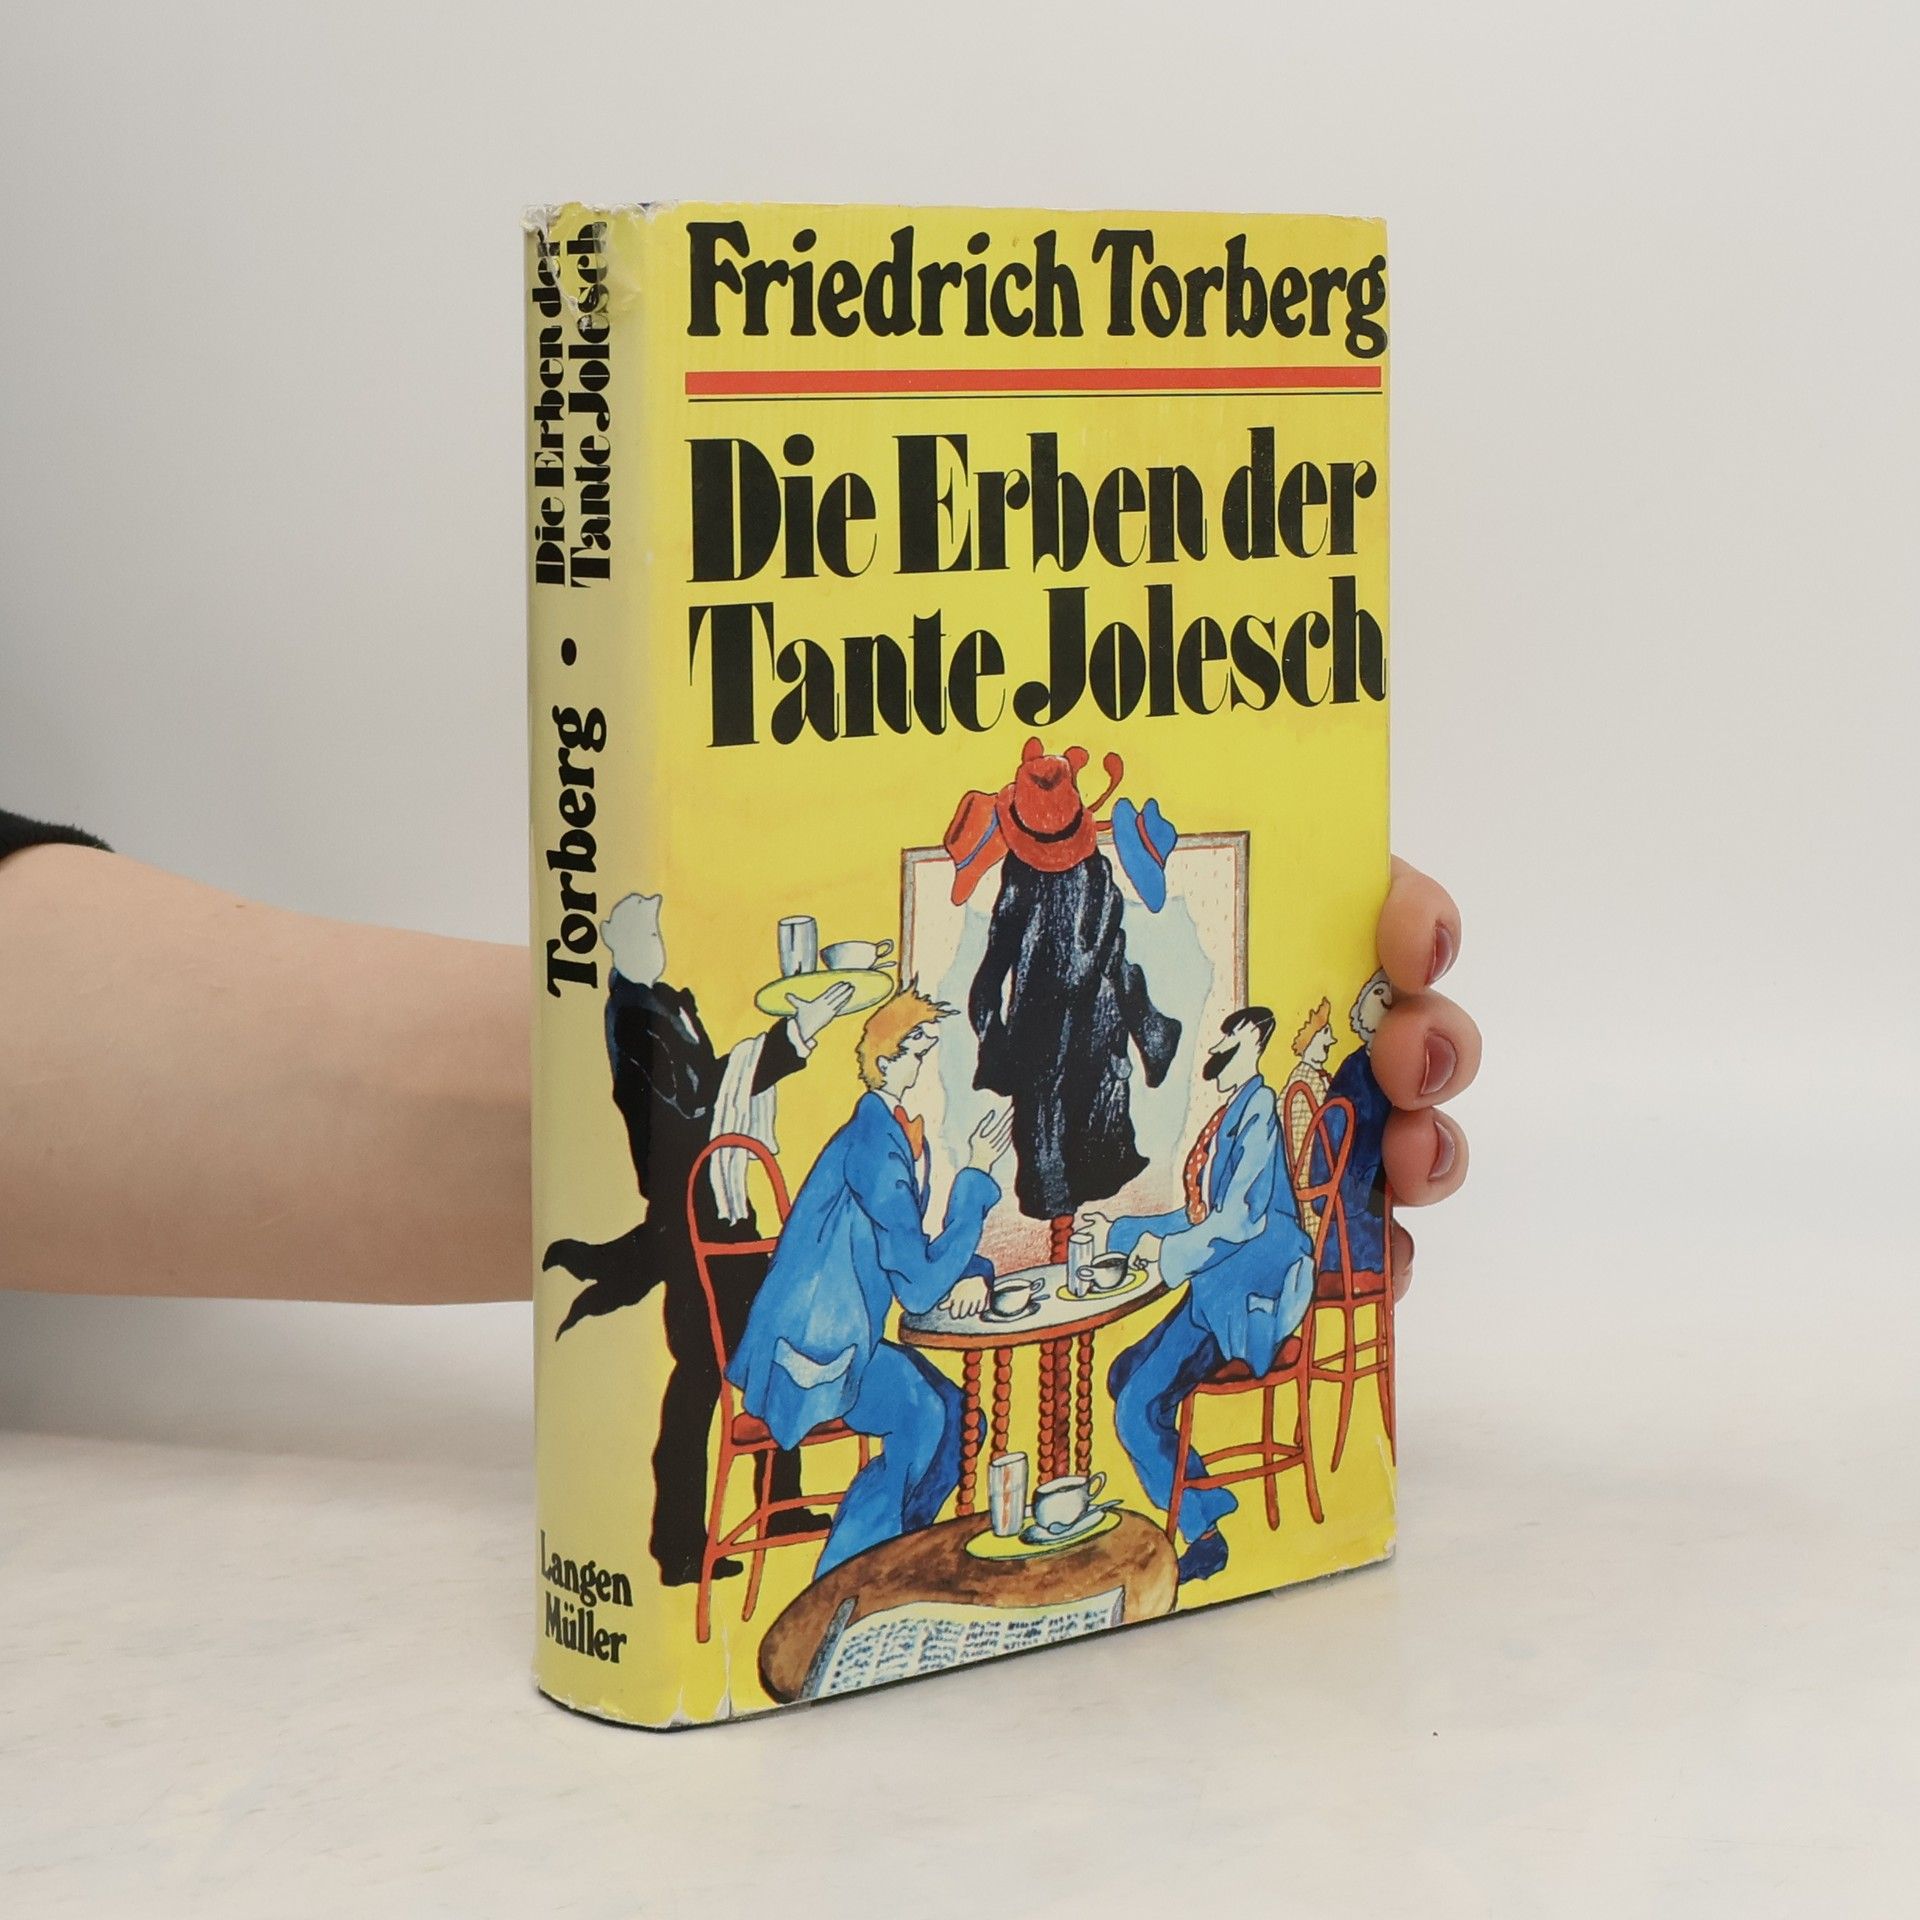 Friedrich Torberg
Die Erben der
Tante Jolesch
Die Erben der
Tante Jolesch
• Torberg
Langen
Müller